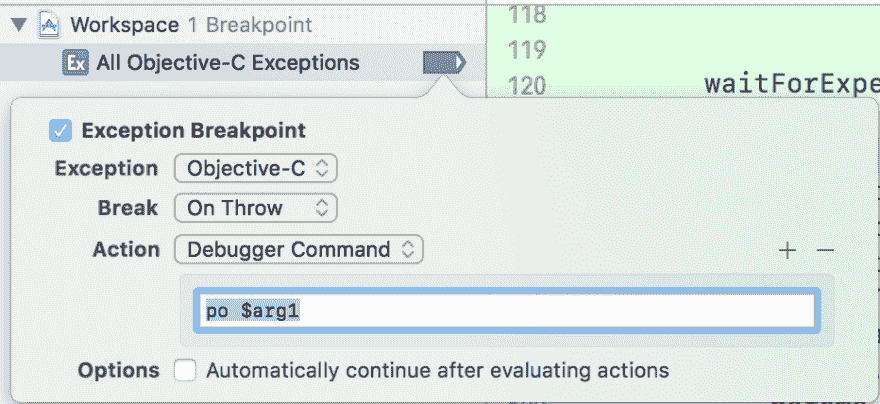 Workspace 1 Breakpoint
Ex All Objective-C Exceptions
118
119
120 waitForExpe
Exception Breakpoint
Exception Objective-C
Break On Throw
Action Debugger Command + −
po $arg1
Options Automatically continue after evaluating actions